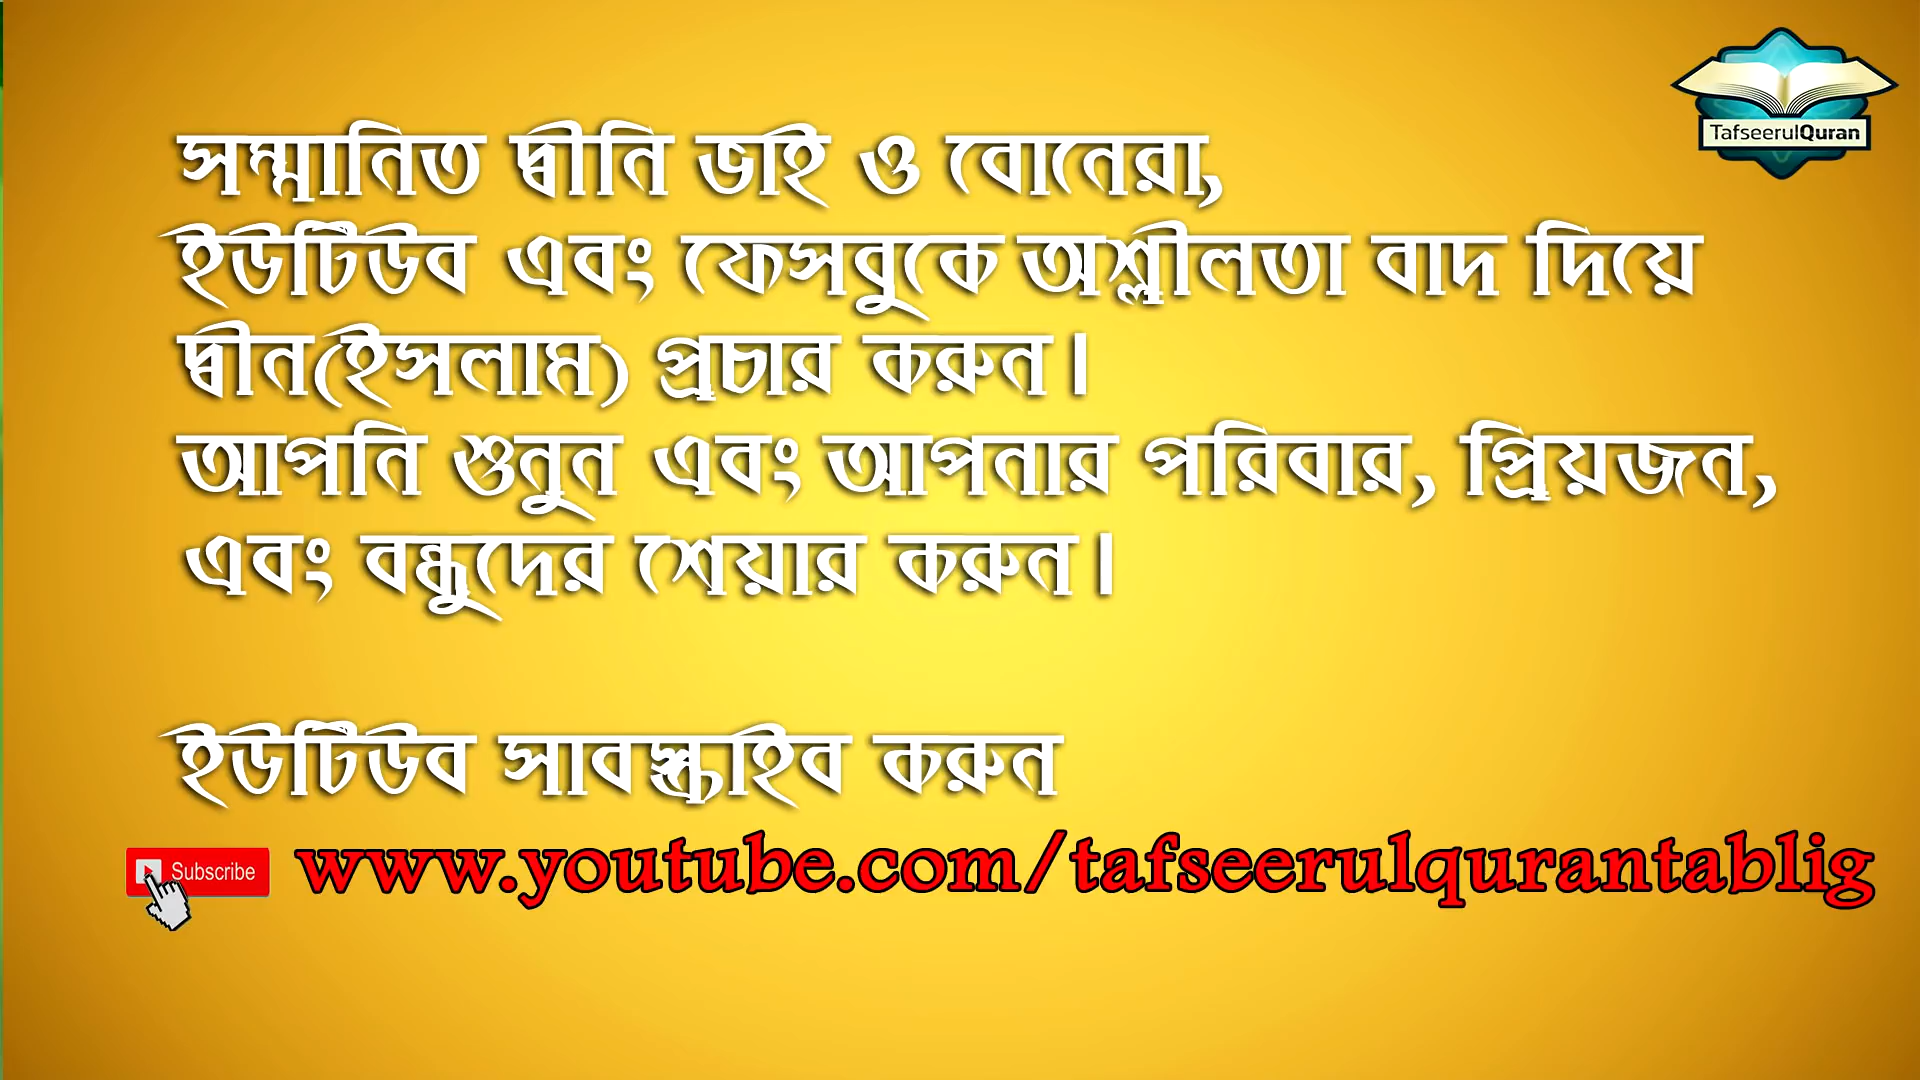 TafseerulQuran
সম্মানিত দ্বীনি ভাই ও বোনেরা,
ইউটিউব এবং ফেসবুকে অশ্লীলতা বাদ দিয়ে
দ্বীন(ইসলাম) প্রচার করুন।
আপনি শুনুন এবং আপনার পরিবার, প্রিয়জন,
এবং বন্ধুদের শেয়ার করুন।
ইউটিউব সাবস্ক্রাইব করুন
Subscribe www.youtube.com/tafseerulqurantablig